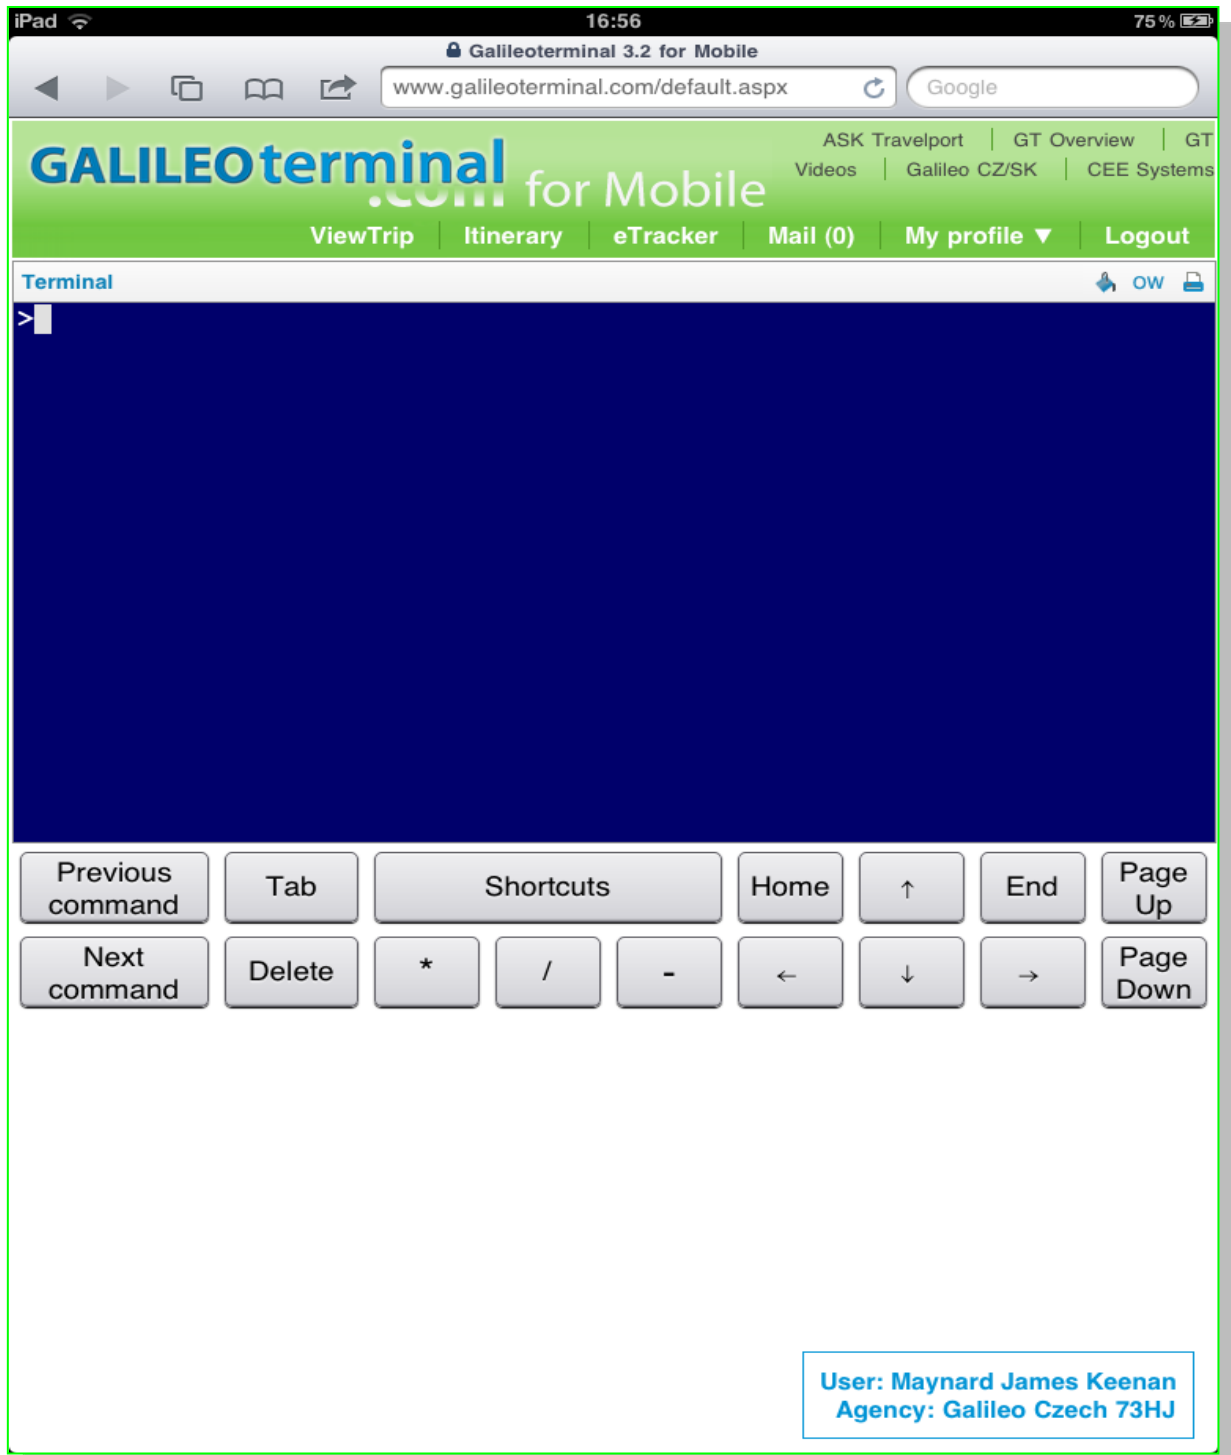 iPad 16:56 75 %
Galileoterminal 3.2 for Mobile
www.galileoterminal.com/default.aspx Google
GALILEOterminal
.com for Mobile
ASK Travelport | GT Overview | GT
Videos | Galileo CZ/SK | CEE Systems
ViewTrip Itinerary eTracker Mail (0) My profile ▼ Logout
Terminal OW
>
Previous command Tab Shortcuts Home ↑ End Page Up
Next command Delete * / - ← ↓ → Page Down
User: Maynard James Keenan
Agency: Galileo Czech 73HJ